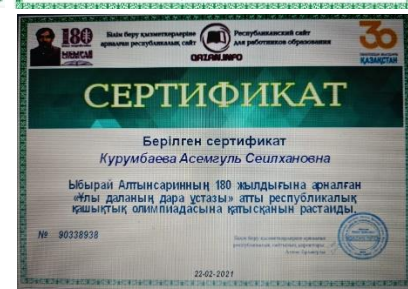 180
Білім беру қызметкерлеріне
арналған республикалық сайт
Республиканский сайт
для работников образования
QAZAN.INFO
30
ҚАЗАҚСТАН
СЕРТИФИКАТ
Берілген сертификат
Курумбаева Асемгуль Сеилхановна
Ыбырай Алтынсаринның 180 жылдығына арналған
«Ұлы даланың дара ұстазы» атты республикалық
қашықтық олимпиадасына қатысқанын растайды.
№ 90338938
22-02-2021